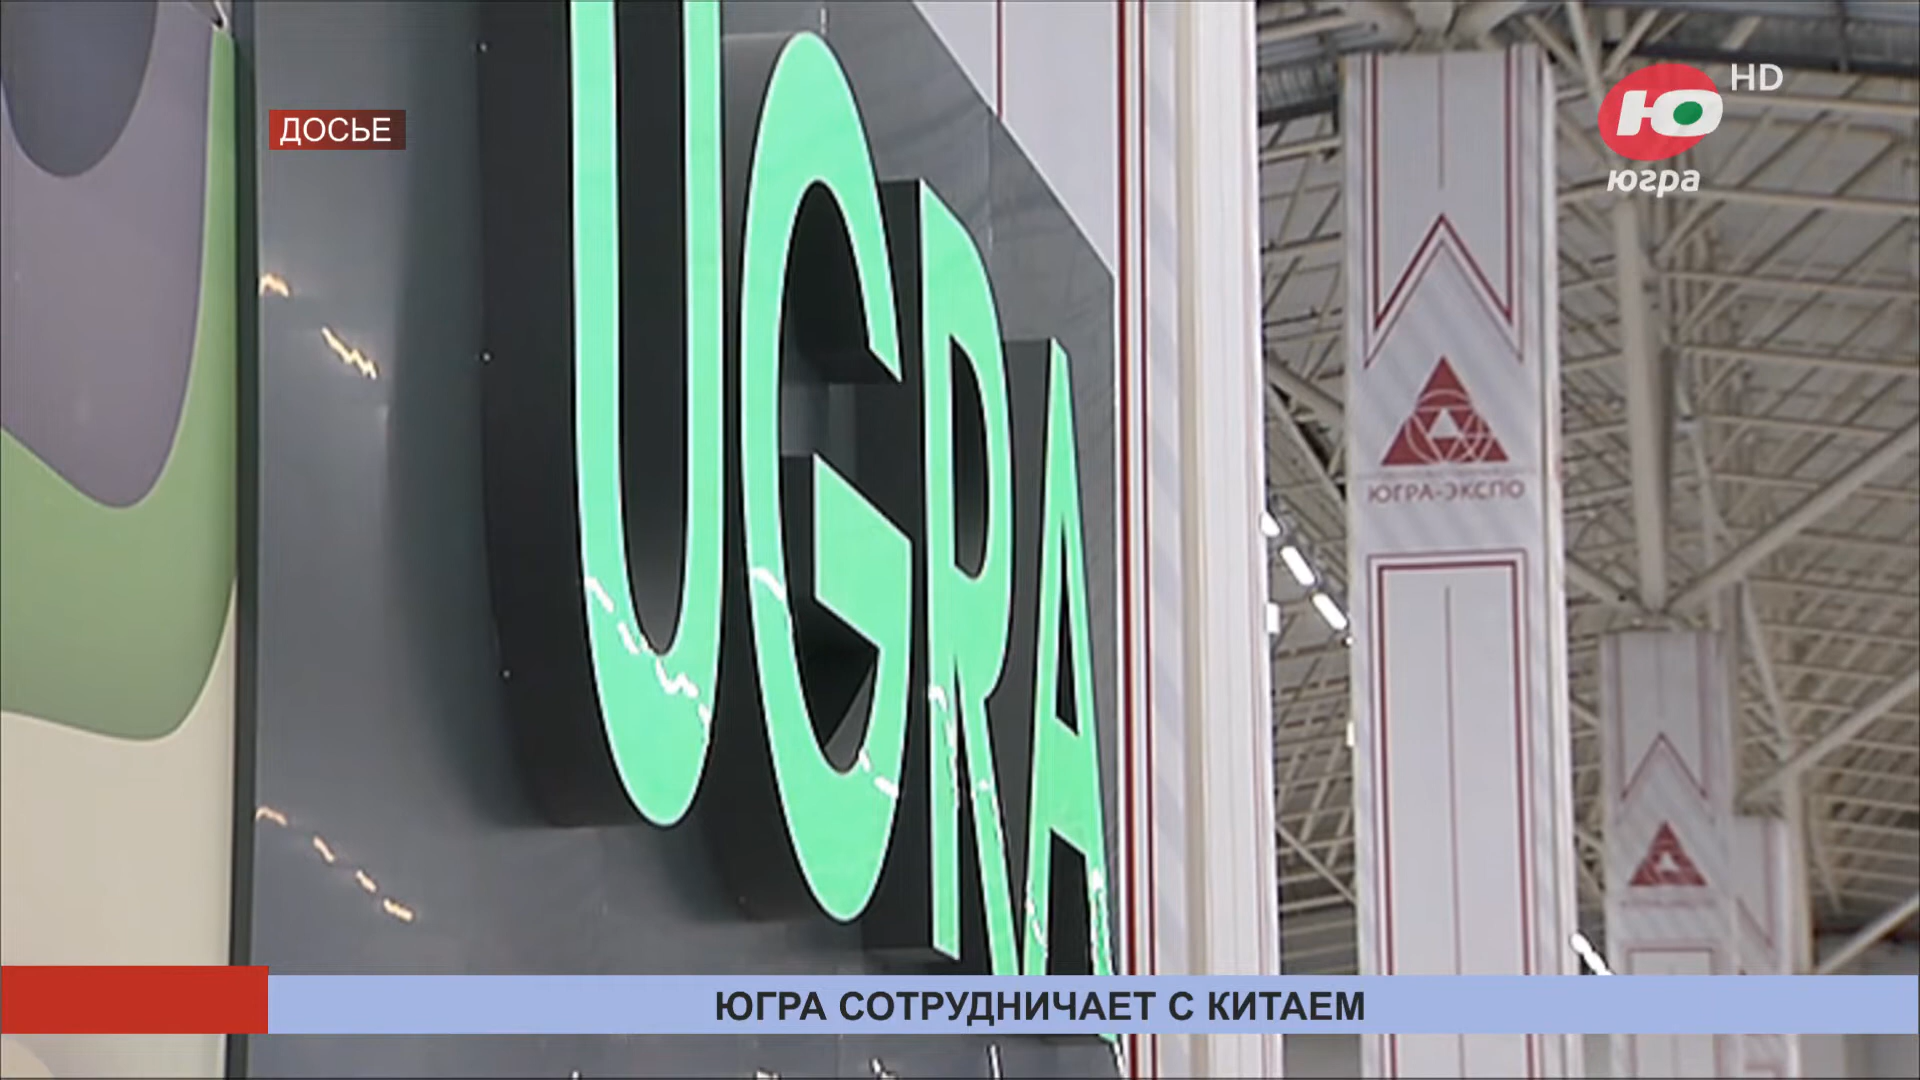 HD
Ю
югра
ДОСЬЕ
UGRA
ЮГРА-ЭКСПО
ЮГРА СОТРУДНИЧАЕТ С КИТАЕМ